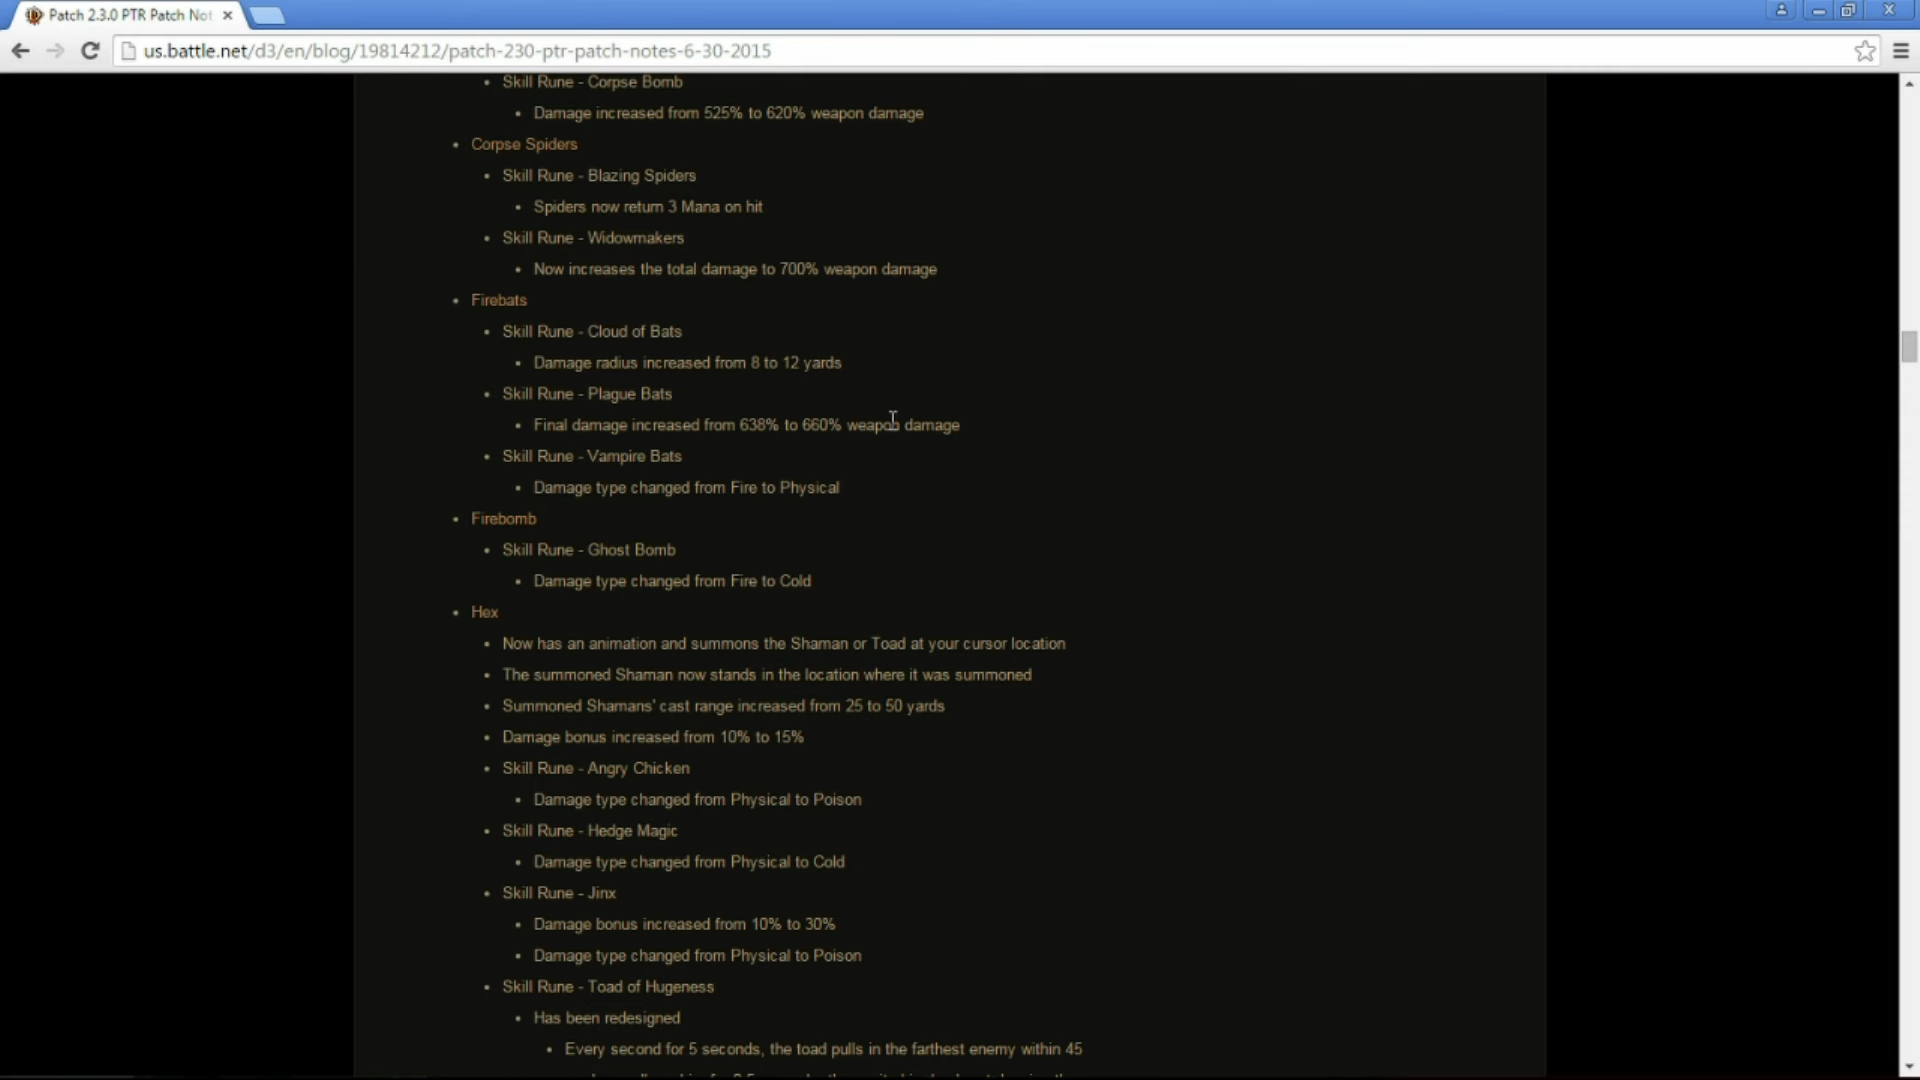 Patch 2.3.0 PTR Patch Not
us.battle.net/d3/en/blog/19814212/patch-230-ptr-patch-notes-6-30-2015
Skill Rune - Corpse Bomb
Damage increased from 525% to 620% weapon damage
Corpse Spiders
Skill Rune - Blazing Spiders
Spiders now return 3 Mana on hit
Skill Rune - Widowmakers
Now increases the total damage to 700% weapon damage
Firebats
Skill Rune - Cloud of Bats
Damage radius increased from 8 to 12 yards
Skill Rune - Plague Bats
Final damage increased from 638% to 660% weapon damage
Skill Rune - Vampire Bats
Damage type changed from Fire to Physical
Firebomb
Skill Rune - Ghost Bomb
Damage type changed from Fire to Cold
Hex
Now has an animation and summons the Shaman or Toad at your cursor location
The summoned Shaman now stands in the location where it was summoned
Summoned Shamans' cast range increased from 25 to 50 yards
Damage bonus increased from 10% to 15%
Skill Rune - Angry Chicken
Damage type changed from Physical to Poison
Skill Rune - Hedge Magic
Damage type changed from Physical to Cold
Skill Rune - Jinx
Damage bonus increased from 10% to 30%
Damage type changed from Physical to Poison
Skill Rune - Toad of Hugeness
Has been redesigned
Every second for 5 seconds, the toad pulls in the farthest enemy within 45